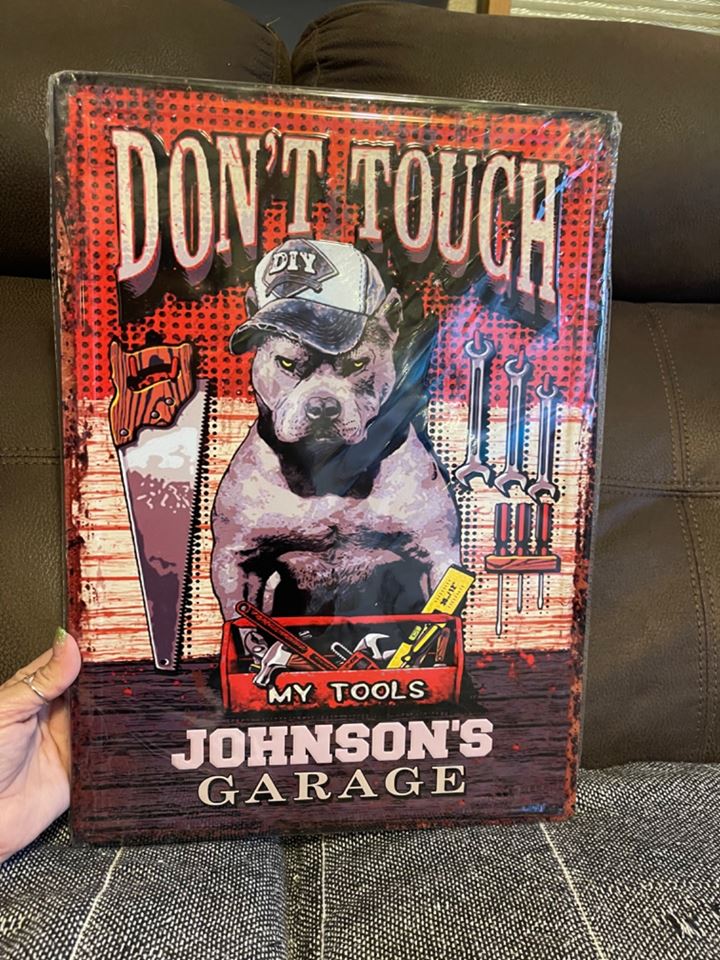 DON'T TOUCH
DIY
MY TOOLS
JOHNSON'S
GARAGE